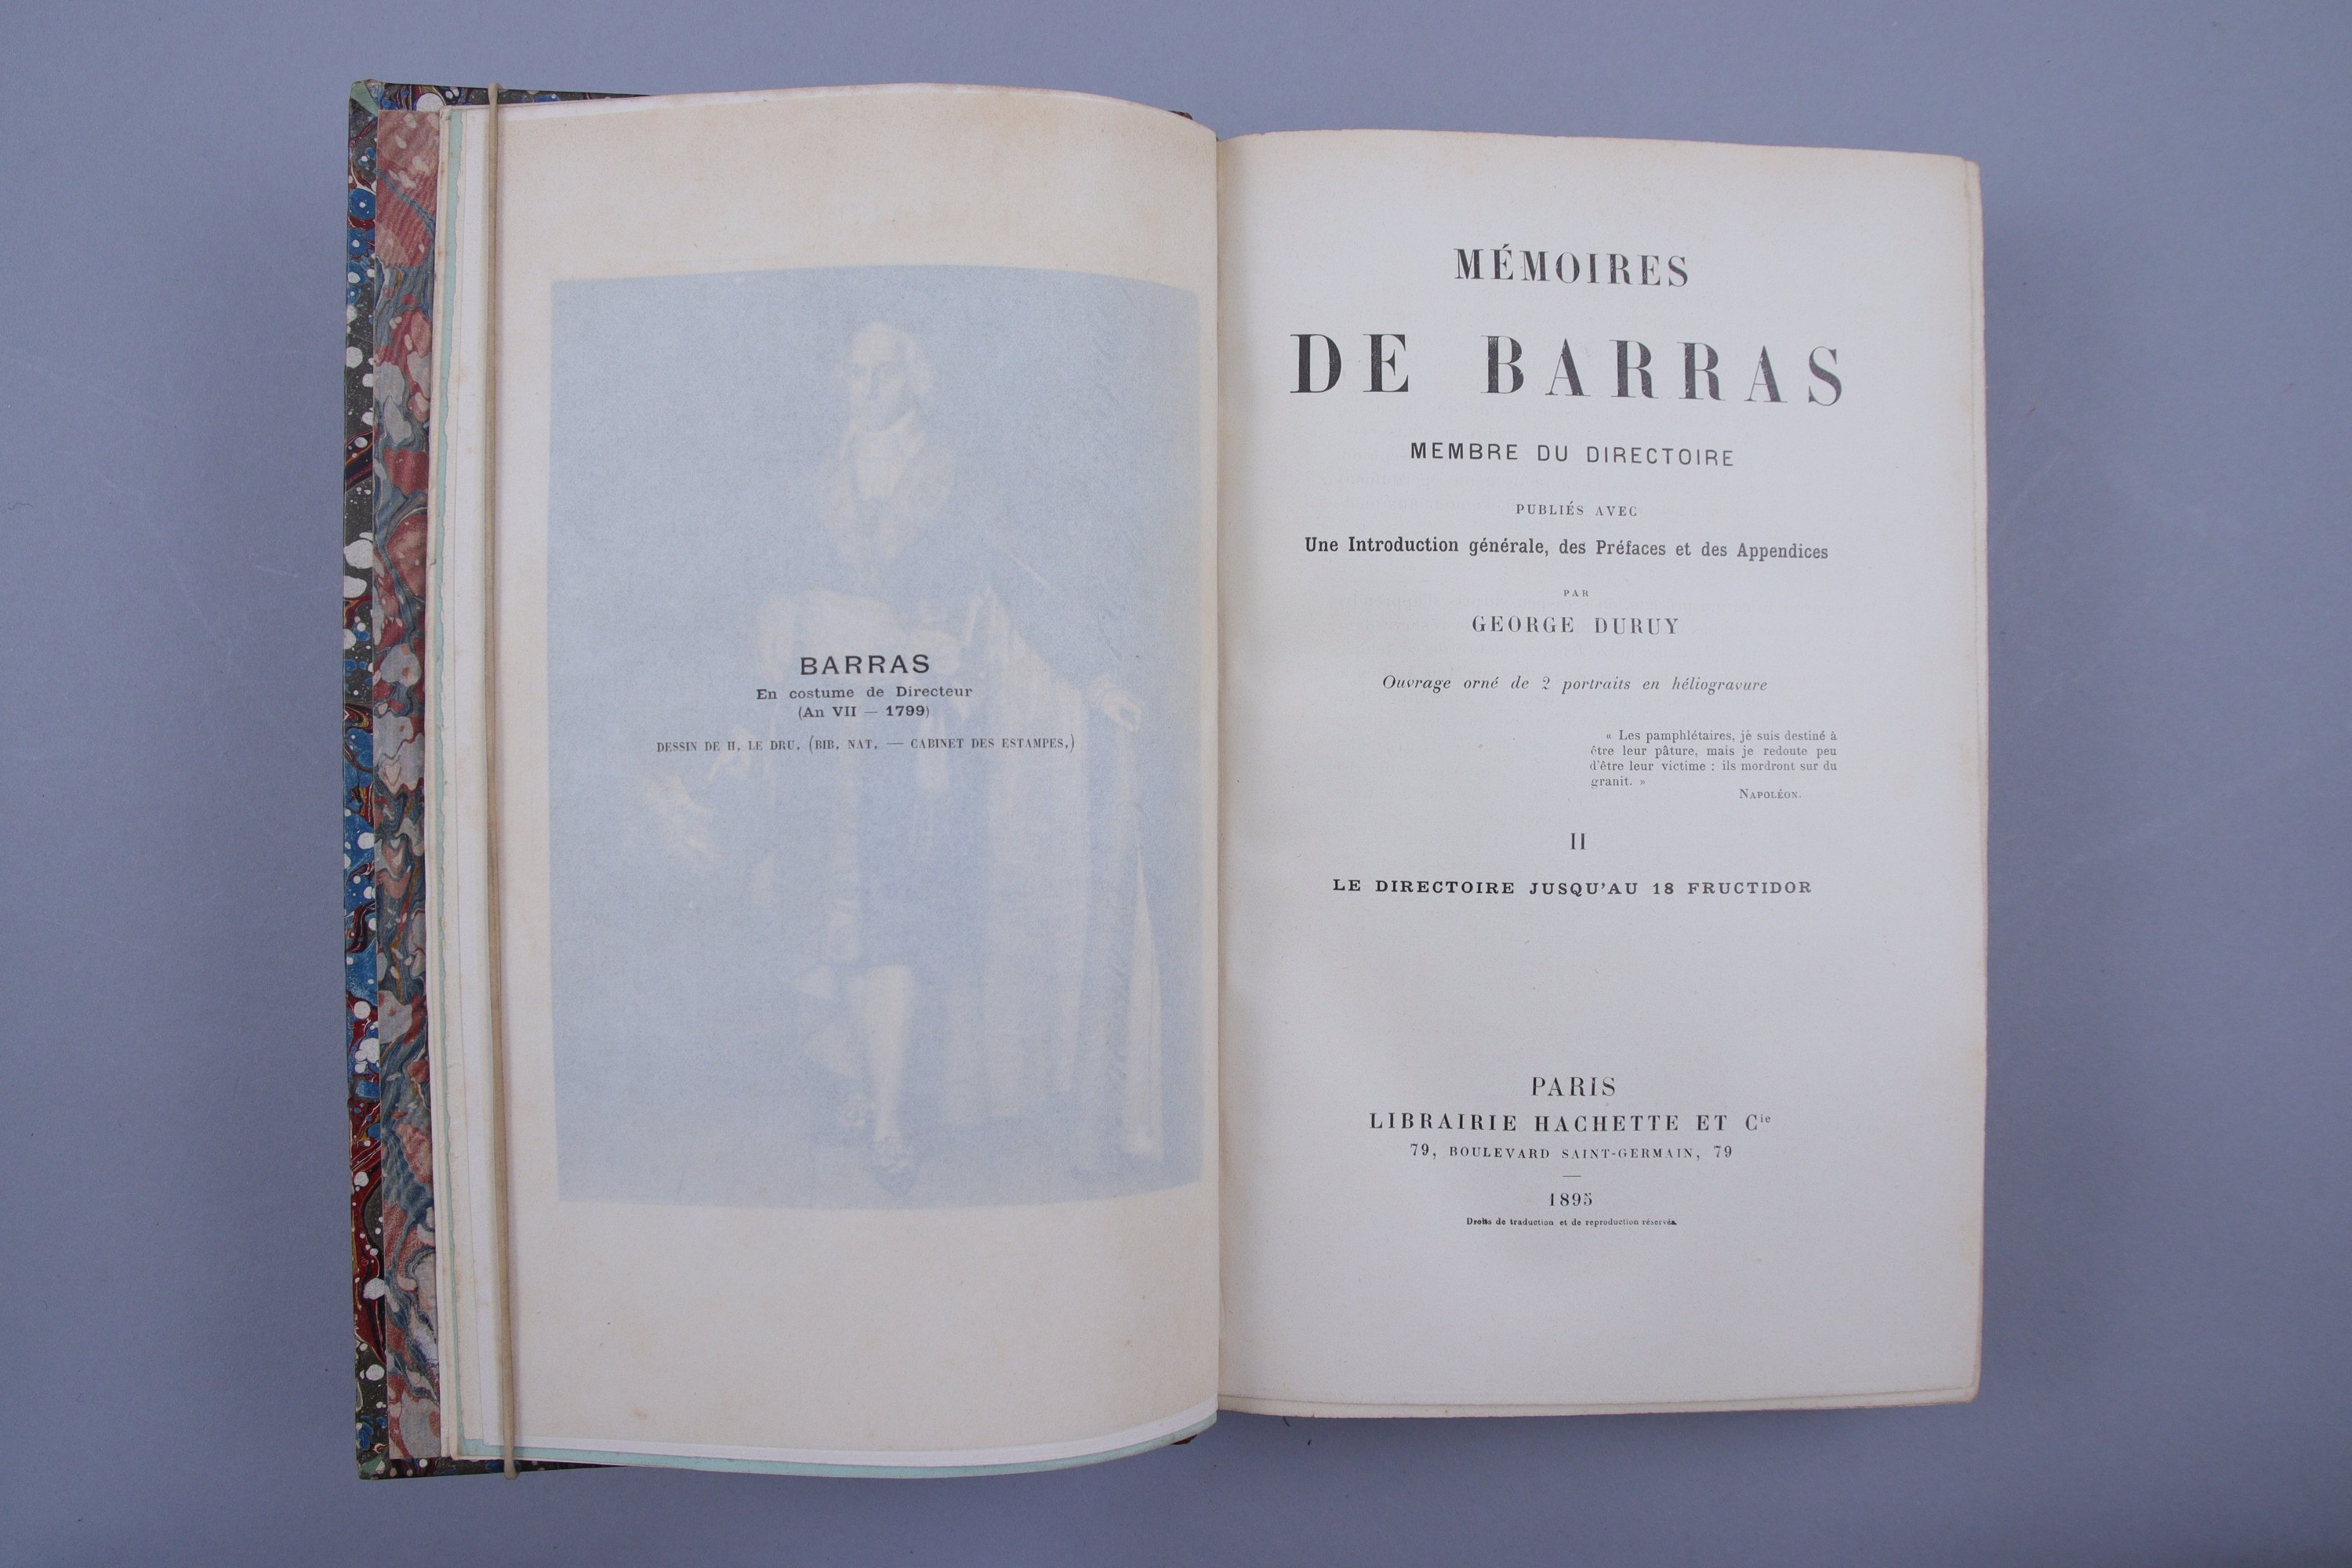 BARRAS
En costume de Directeur
(An VII — 1799)
DESSIN DE H. LE DRU. (BIB. NAT. — CABINET DES ESTAMPES.)
MÉMOIRES
DE BARRAS
MEMBRE DU DIRECTOIRE
PUBLIÉS AVEC
Une Introduction générale, des Préfaces et des Appendices
PAR
GEORGE DURUY
Ouvrage orné de 2 portraits en héliogravure
« Les pamphlétaires, je suis destiné à
être leur pâture, mais je redoute peu
d'être leur victime : ils mordront sur du
granit. »
NAPOLÉON.
II
LE DIRECTOIRE JUSQU'AU 18 FRUCTIDOR
PARIS
LIBRAIRIE HACHETTE ET Cie
79, BOULEVARD SAINT-GERMAIN, 79
1895
Droits de traduction et de reproduction réservés.